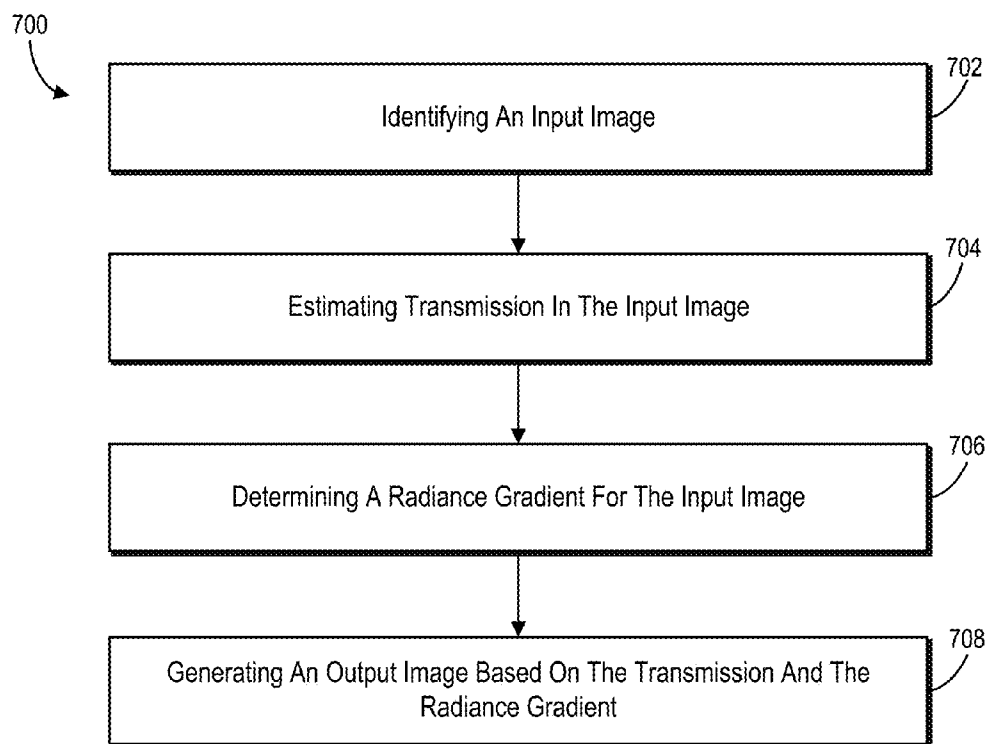 700
702
Identifying An Input Image
704
Estimating Transmission In The Input Image
706
Determining A Radiance Gradient For The Input Image
708
Generating An Output Image Based On The Transmission And The
Radiance Gradient